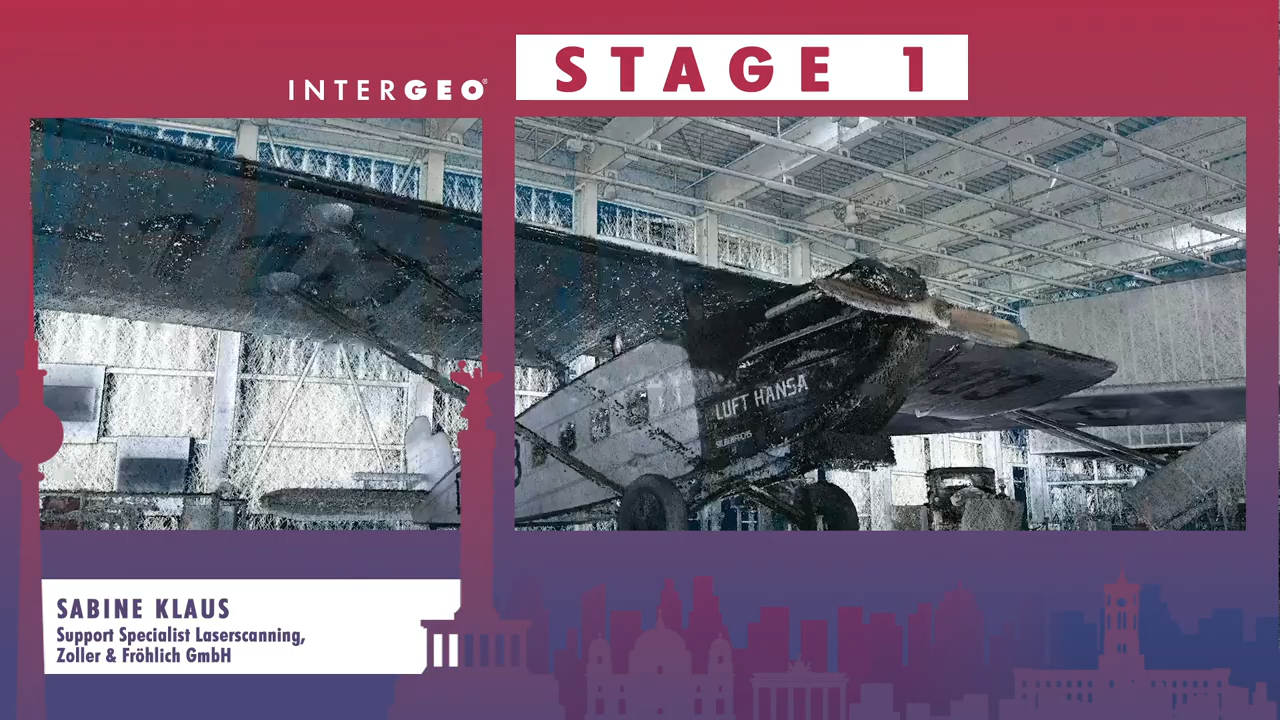 INTERGEO®
STAGE 1
LUFT HANSA
SABINE KLAUS
Support Specialist Laserscanning,
Zoller & Fröhlich GmbH